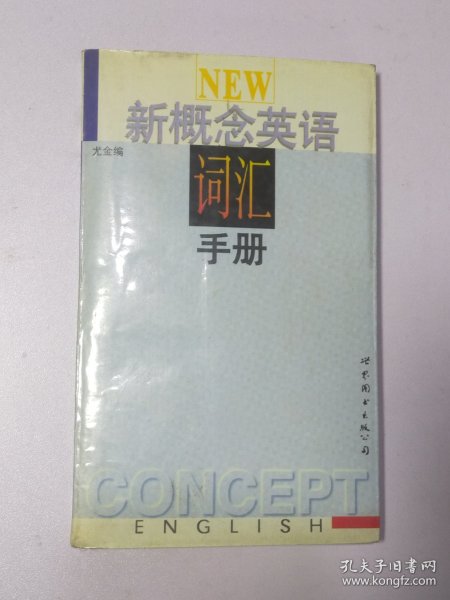 NEW
新概念英语
尤金编
词汇
手册
世界图书出版公司
CONCEPT
ENGLISH
孔夫子旧书网
www.kongfz.com